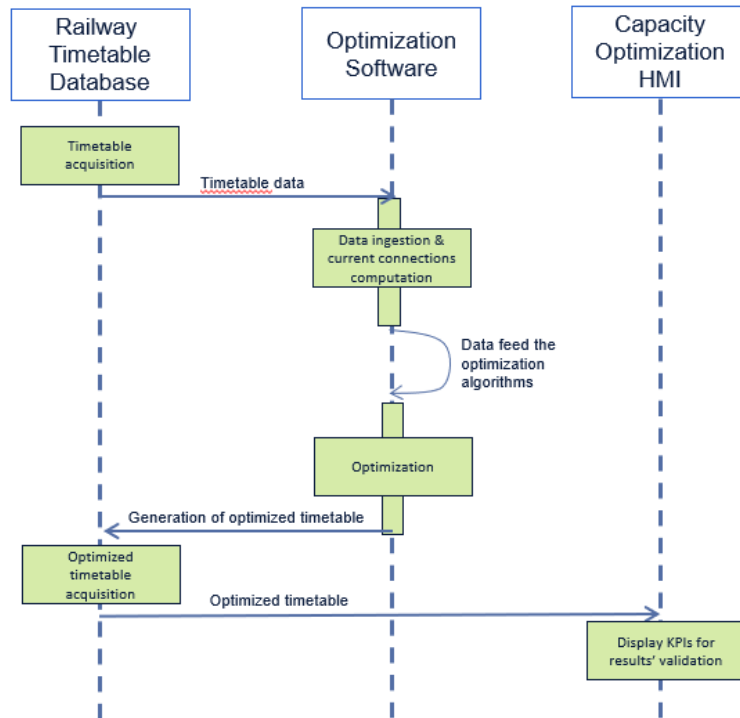 Railway
Timetable
Database
Optimization
Software
Capacity
Optimization
HMI
Timetable
acquisition
Timetable data
Data ingestion &
current connections
computation
Data feed the
optimization
algorithms
Optimization
Generation of optimized timetable
Optimized
timetable
acquisition
Optimized timetable
Display KPIs for
results' validation